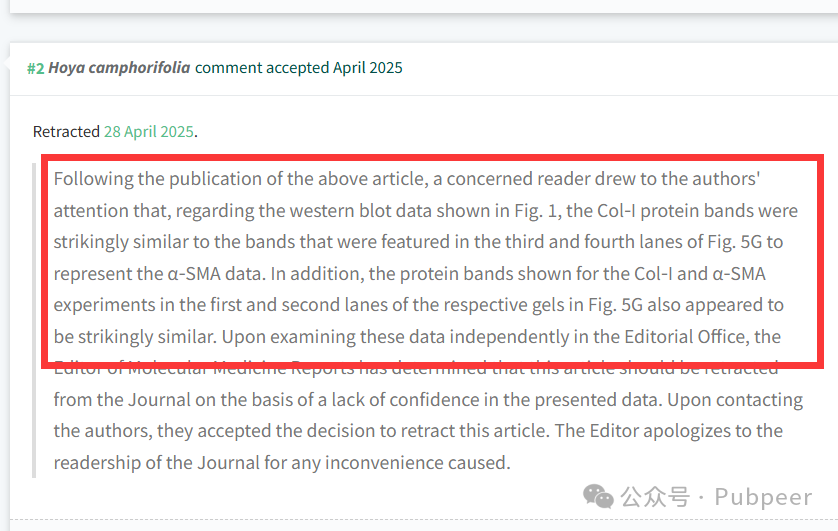 #2 Hoya camphorifolia comment accepted April 2025
Retracted 28 April 2025.
Following the publication of the above article, a concerned reader drew to the authors'
attention that, regarding the western blot data shown in Fig. 1, the Col-I protein bands were
strikingly similar to the bands that were featured in the third and fourth lanes of Fig. 5G to
represent the α-SMA data. In addition, the protein bands shown for the Col-I and α-SMA
experiments in the first and second lanes of the respective gels in Fig. 5G also appeared to
be strikingly similar. Upon examining these data independently in the Editorial Office, the
Editor of Molecular Medicine Reports has determined that this article should be retracted
from the Journal on the basis of a lack of confidence in the presented data. Upon contacting
the authors, they accepted the decision to retract this article. The Editor apologizes to the
readership of the Journal for any inconvenience caused.
公众号 · Pubpeer